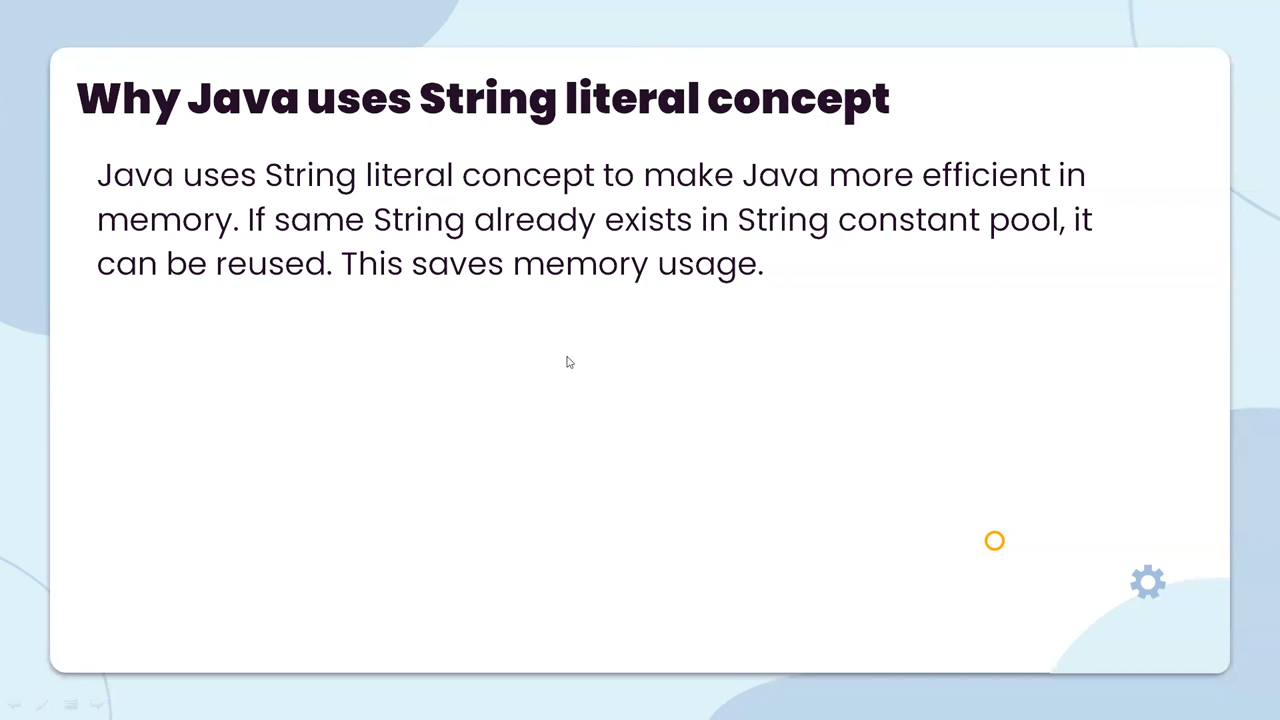 Why Java uses String literal concept
Java uses String literal concept to make Java more efficient in
memory. If same String already exists in String constant pool, it
can be reused. This saves memory usage.